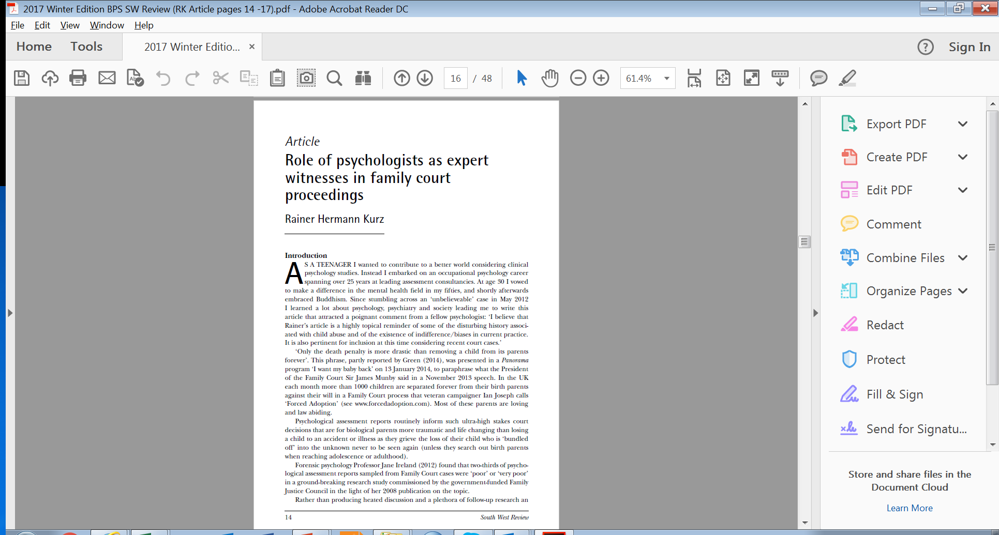 2017 Winter Edition BPS SW Review (RK Article pages 14 -17).pdf - Adobe Acrobat Reader DC
File Edit View Window Help
Home Tools 2017 Winter Editio... × ? Sign In
16 / 48 61.4%
Article
Role of psychologists as expert
witnesses in family court
proceedings
Rainer Hermann Kurz
Introduction
AS A TEENAGER I wanted to contribute to a better world considering clinical
psychology studies. Instead I embarked on an occupational psychology career
spanning over 25 years at leading assessment consultancies. At age 30 I vowed
to make a difference in the mental health field in my fifties, and shortly afterwards
embraced Buddhism. Since stumbling across an ‘unbelieveable’ case in May 2012
I learned a lot about psychology, psychiatry and society leading me to write this
article that attracted a poignant comment from a fellow psychologist: ‘I believe that
Rainer’s article is a highly topical reminder of some of the disturbing history associ-
ated with child abuse and of the existence of indifference/biases in current practice.
It is also pertinent for inclusion at this time considering recent court cases.’
‘Only the death penalty is more drastic than removing a child from its parents
forever’. This phrase, partly reported by Green (2014), was presented in a Panorama
program ‘I want my baby back’ on 13 January 2014, to paraphrase what the President
of the Family Court Sir James Munby said in a November 2013 speech. In the UK
each month more than 1000 children are separated forever from their birth parents
against their will in a Family Court process that veteran campaigner Ian Joseph calls
‘Forced Adoption’ (see www.forcedadoption.com). Most of these parents are loving
and law abiding.
Psychological assessment reports routinely inform such ultra-high stakes court
decisions that are for biological parents more traumatic and life changing than losing
a child to an accident or illness as they grieve the loss of their child who is ‘bundled
off’ into the unknown never to be seen again (unless they search out birth parents
when reaching adolescence or adulthood).
Forensic psychology Professor Jane Ireland (2012) found that two-thirds of psycho-
logical assessment reports sampled from Family Court cases were ‘poor’ or ‘very poor’
in a ground-breaking research study commissioned by the government-funded Family
Justice Council in the light of her 2008 publication on the topic.
Rather than producing heated discussion and a plethora of follow-up research an
14 South West Review
Export PDF
Create PDF
Edit PDF
Comment
Combine Files
Organize Pages
Redact
Protect
Fill & Sign
Send for Signatu...
Store and share files in the
Document Cloud
Learn More